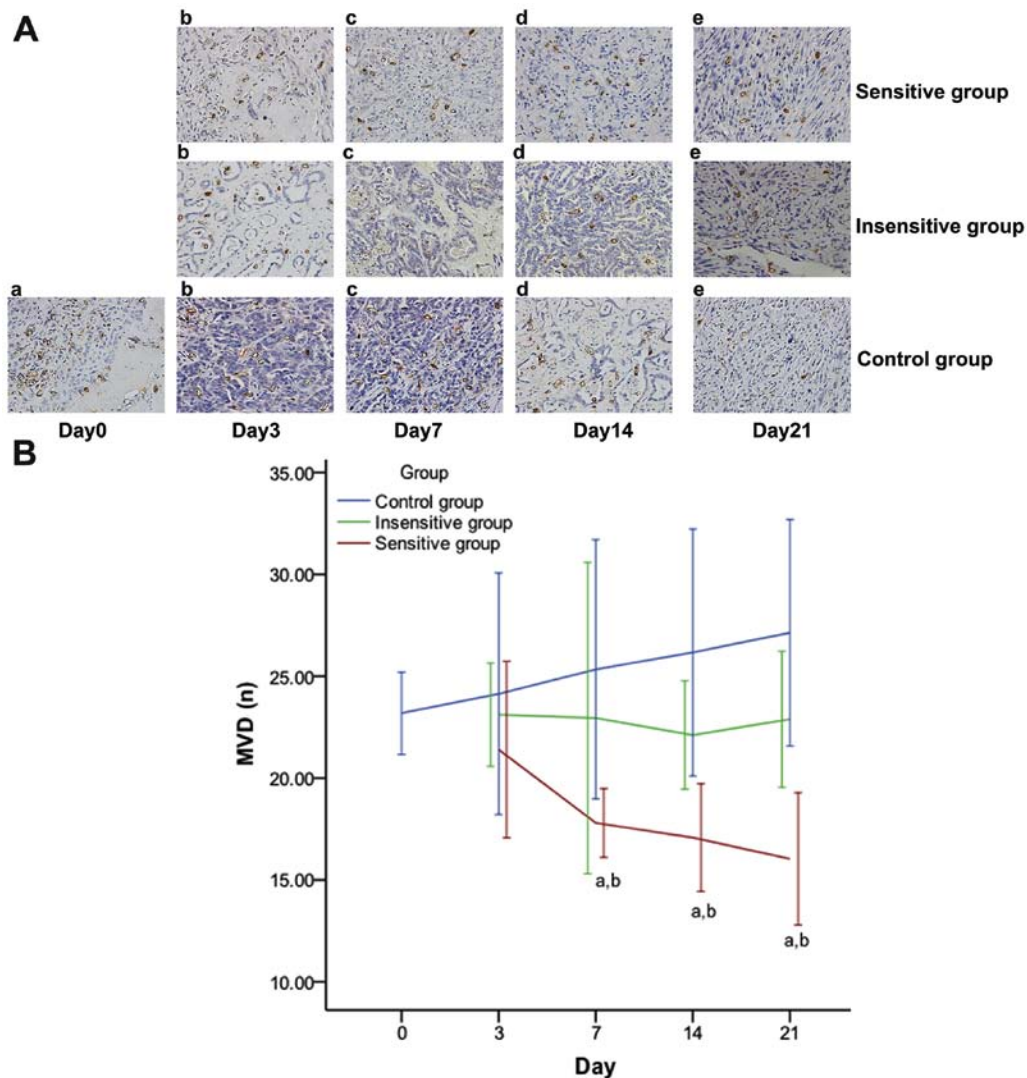 A
b c d e
Sensitive group
b c d e
Insensitive group
a b c d e
Control group
Day0 Day3 Day7 Day14 Day21
B
Group
Control group
Insensitive group
Sensitive group
35.00
30.00
25.00
20.00
15.00
10.00
MVD (n)
a,b
a,b
a,b
0 3 7 14 21
Day